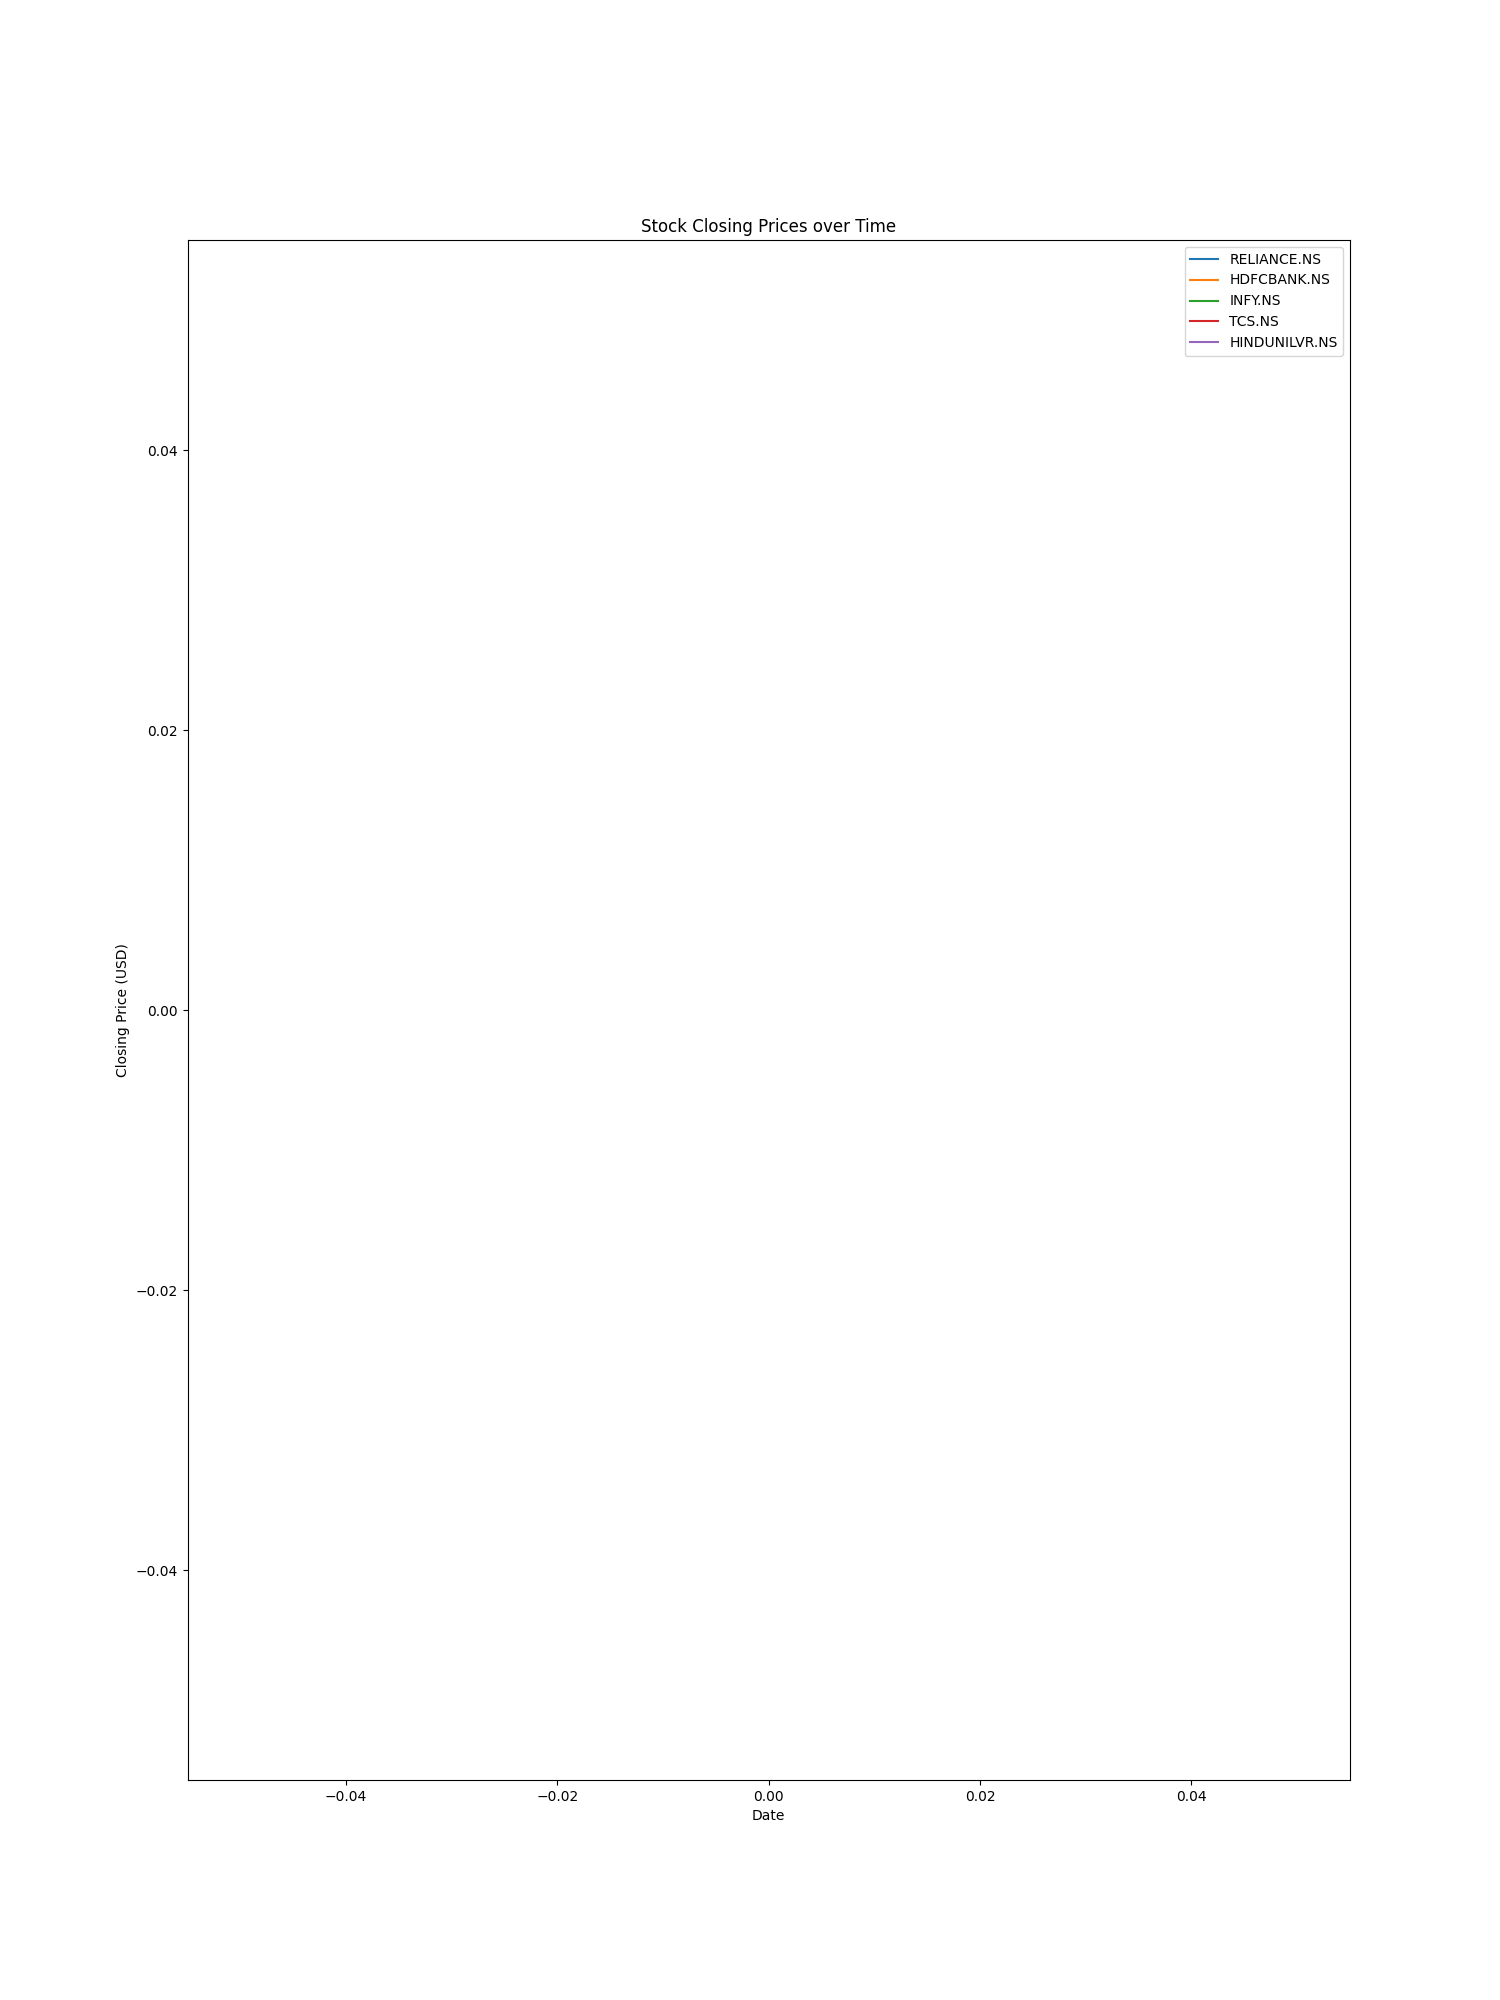 Stock Closing Prices over Time
RELIANCE.NS
HDFCBANK.NS
INFY.NS
TCS.NS
HINDUNILVR.NS
0.04
0.02
0.00
−0.02
−0.04
Closing Price (USD)
−0.04
−0.02
0.00
0.02
0.04
Date